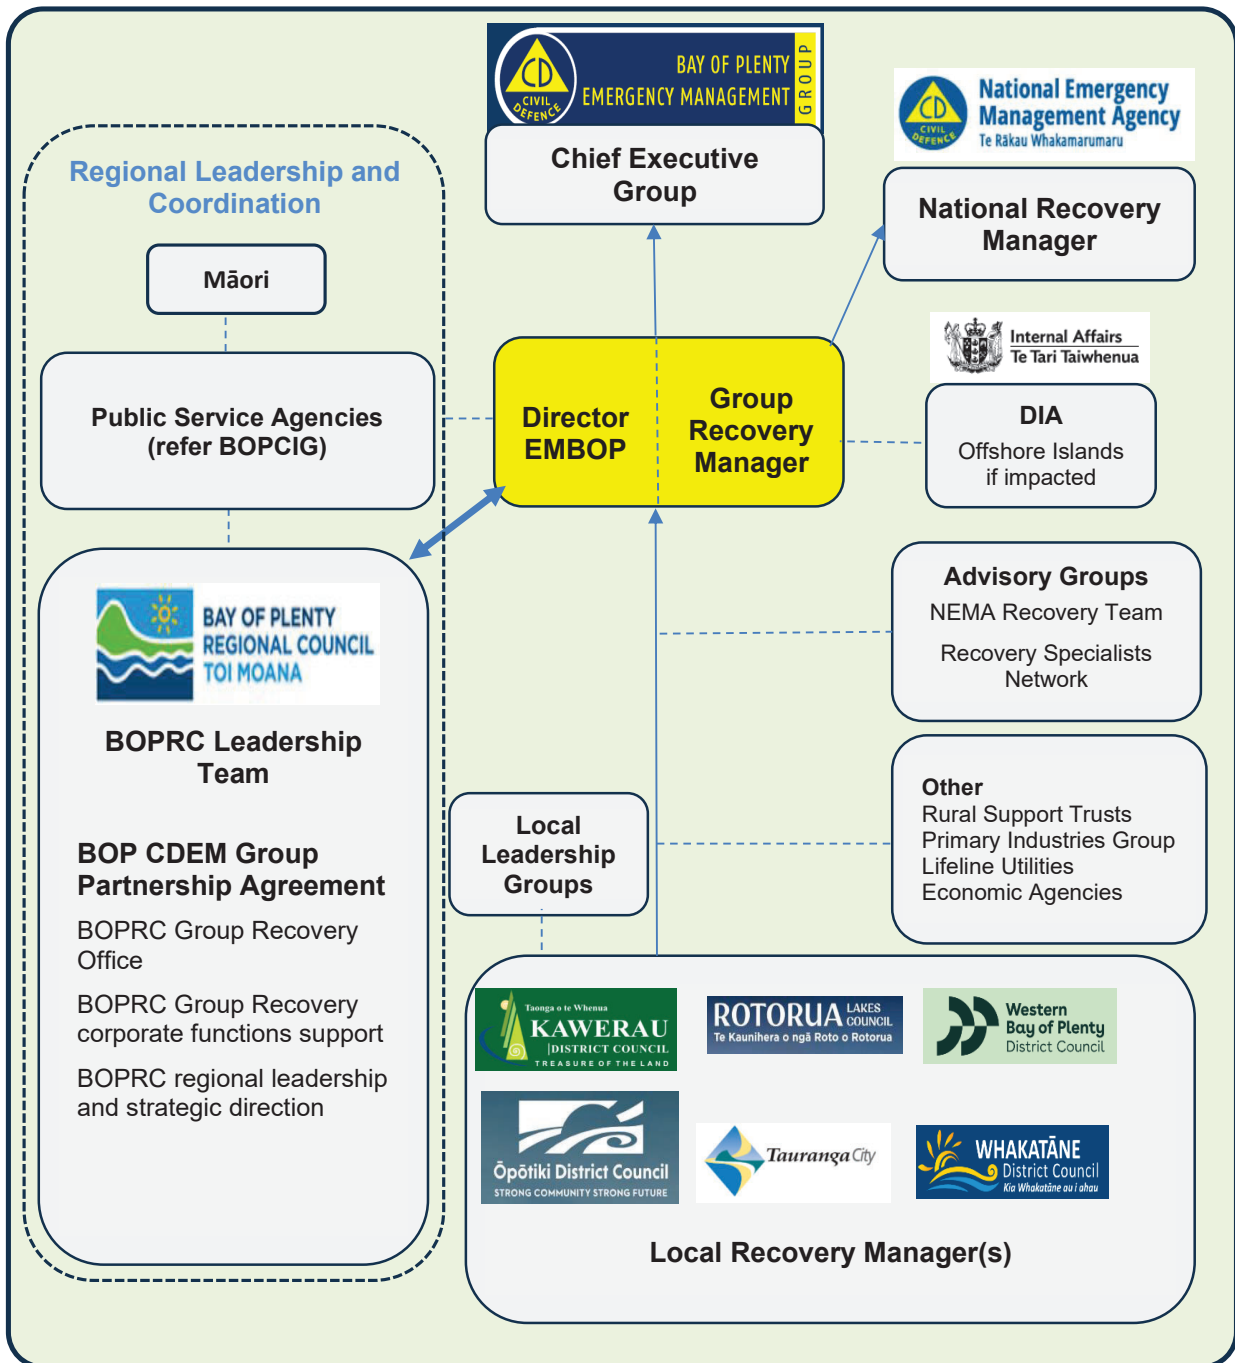 CD
CIVIL
DEFENCE
BAY OF PLENTY
EMERGENCY MANAGEMENT
GROUP
Chief Executive
Group
CD
CIVIL
DEFENCE
National Emergency
Management Agency
Te Rākau Whakamarumaru
National Recovery
Manager
Regional Leadership and
Coordination
Māori
Public Service Agencies
(refer BOPCIG)
Director
EMBOP
Group
Recovery
Manager
Internal Affairs
Te Tari Taiwhenua
DIA
Offshore Islands
if impacted
BAY OF PLENTY
REGIONAL COUNCIL
TOI MOANA
BOPRC Leadership
Team
BOP CDEM Group
Partnership Agreement
BOPRC Group Recovery
Office
BOPRC Group Recovery
corporate functions support
BOPRC regional leadership
and strategic direction
Advisory Groups
NEMA Recovery Team
Recovery Specialists
Network
Other
Rural Support Trusts
Primary Industries Group
Lifeline Utilities
Economic Agencies
Local
Leadership
Groups
Taonga o te Whenua
KAWERAU
DISTRICT COUNCIL
TREASURE OF THE LAND
ROTORUA LAKES COUNCIL
Te Kaunihera o ngā Roto o Rotorua
Western
Bay of Plenty
District Council
Ōpōtiki District Council
STRONG COMMUNITY STRONG FUTURE
Tauranga City
WHAKATĀNE
District Council
Kia Whakatāne au i ahau
Local Recovery Manager(s)